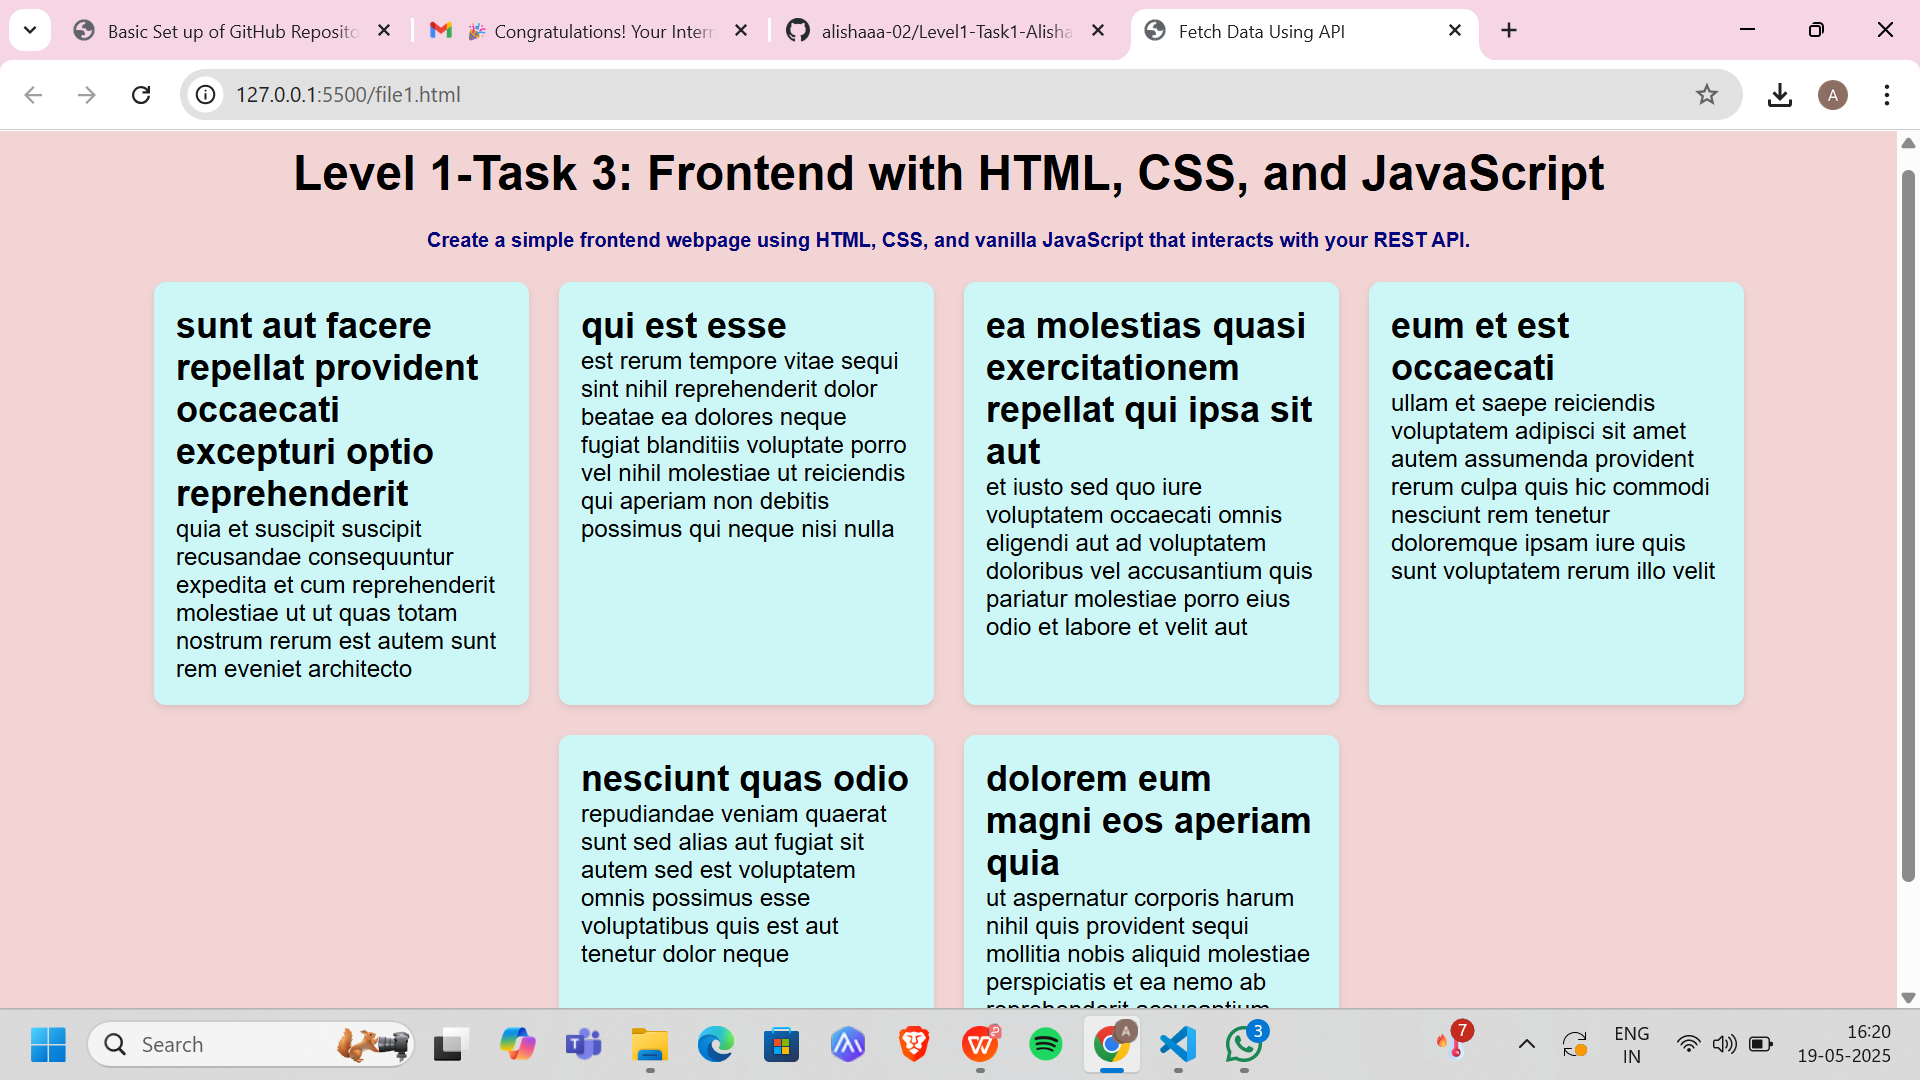 Basic Set up of GitHub Reposito
🎉 Congratulations! Your Intern
alishaaa-02/Level1-Task1-Alisha
Fetch Data Using API
127.0.0.1:5500/file1.html
A
Level 1-Task 3: Frontend with HTML, CSS, and JavaScript
Create a simple frontend webpage using HTML, CSS, and vanilla JavaScript that interacts with your REST API.
sunt aut facere
repellat provident
occaecati
excepturi optio
reprehenderit
quia et suscipit suscipit
recusandae consequuntur
expedita et cum reprehenderit
molestiae ut ut quas totam
nostrum rerum est autem sunt
rem eveniet architecto
qui est esse
est rerum tempore vitae sequi
sint nihil reprehenderit dolor
beatae ea dolores neque
fugiat blanditiis voluptate porro
vel nihil molestiae ut reiciendis
qui aperiam non debitis
possimus qui neque nisi nulla
ea molestias quasi
exercitationem
repellat qui ipsa sit
aut
et iusto sed quo iure
voluptatem occaecati omnis
eligendi aut ad voluptatem
doloribus vel accusantium quis
pariatur molestiae porro eius
odio et labore et velit aut
eum et est
occaecati
ullam et saepe reiciendis
voluptatem adipisci sit amet
autem assumenda provident
rerum culpa quis hic commodi
nesciunt rem tenetur
doloremque ipsam iure quis
sunt voluptatem rerum illo velit
nesciunt quas odio
repudiandae veniam quaerat
sunt sed alias aut fugiat sit
autem sed est voluptatem
omnis possimus esse
voluptatibus quis est aut
tenetur dolor neque
dolorem eum
magni eos aperiam
quia
ut aspernatur corporis harum
nihil quis provident sequi
mollitia nobis aliquid molestiae
perspiciatis et ea nemo ab
reprehenderit accusantium
Search
A
3
7
ENG
IN
16:20
19-05-2025